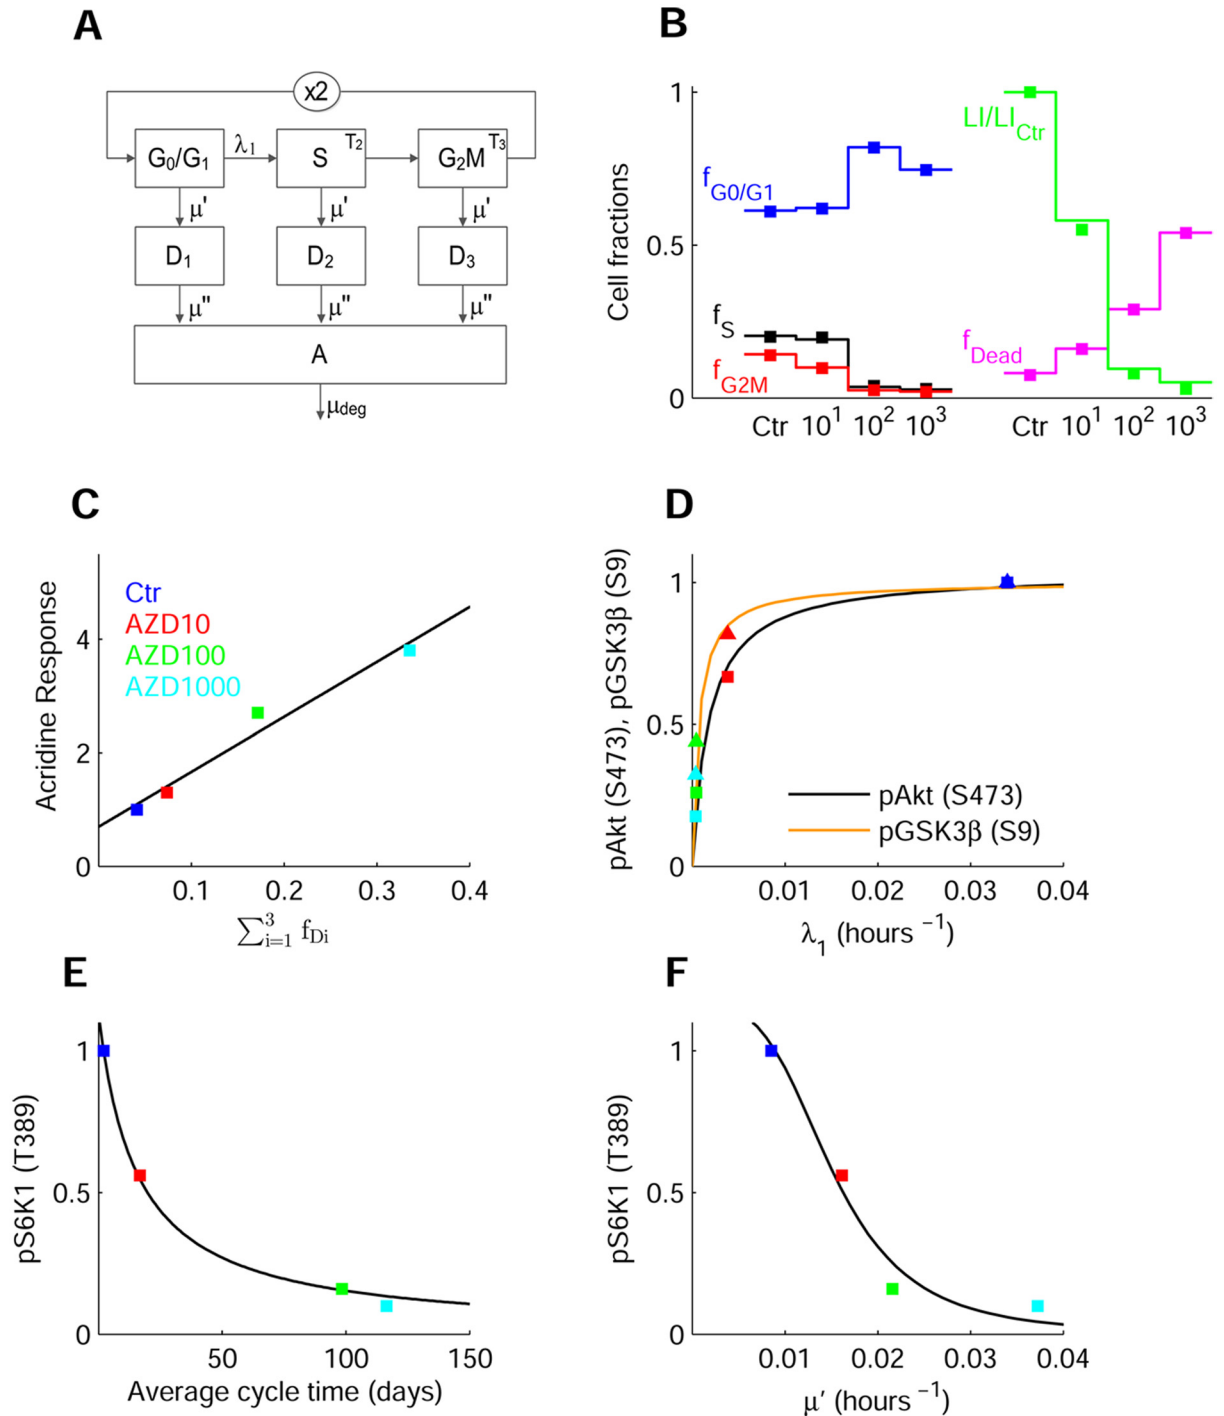 A
x2
G0/G1
λ1
S
T2
G2M
T3
μ'
μ'
μ'
D1
D2
D3
μ"
μ"
μ"
A
μdeg
B
Cell fractions
1
0.5
0
fG0/G1
fS
fG2M
LI/LICtr
fDead
Ctr 10^1 10^2 10^3
Ctr 10^1 10^2 10^3
C
Acridine Response
4
2
0
Ctr
AZD10
AZD100
AZD1000
0.1 0.2 0.3 0.4
∑_{i=1}^{3} f_{Di}
D
pAkt (S473), pGSK3β (S9)
1
0.5
0
pAkt (S473)
pGSK3β (S9)
0.01 0.02 0.03 0.04
λ1 (hours −1)
E
pS6K1 (T389)
1
0.5
0
50 100 150
Average cycle time (days)
F
pS6K1 (T389)
1
0.5
0
0.01 0.02 0.03 0.04
μ' (hours −1)